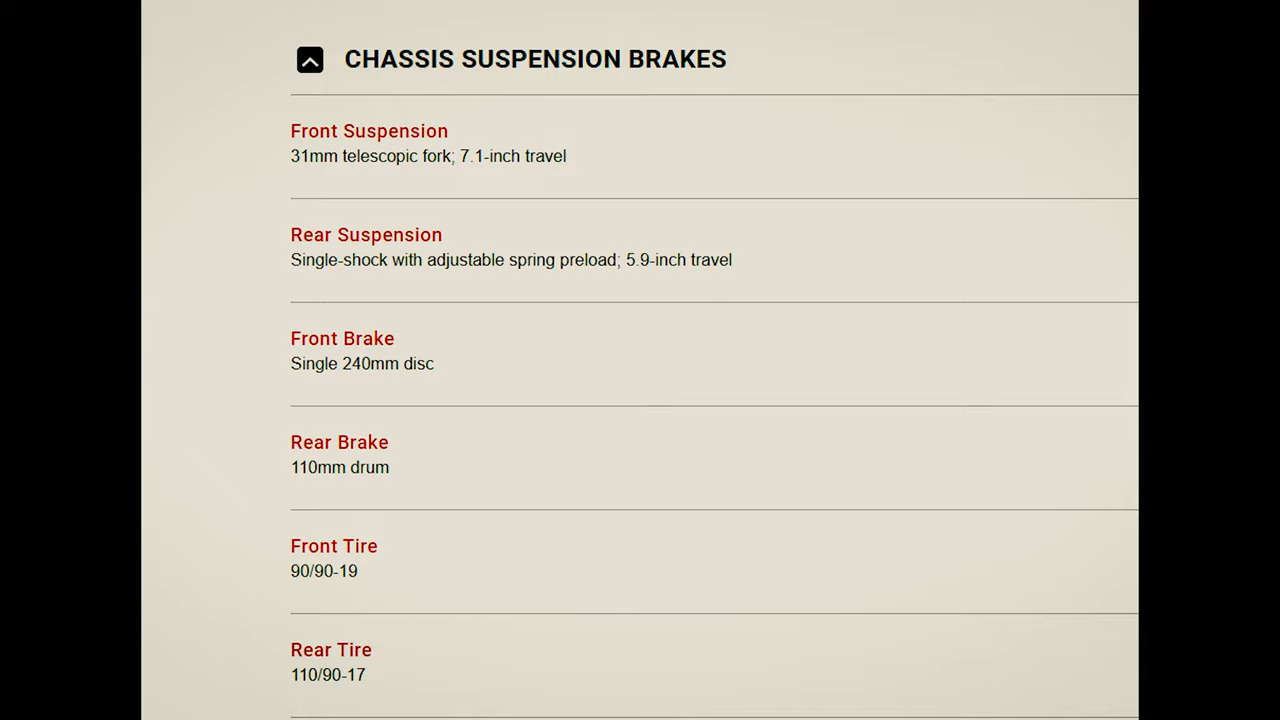 CHASSIS SUSPENSION BRAKES
Front Suspension
31mm telescopic fork; 7.1-inch travel
Rear Suspension
Single-shock with adjustable spring preload; 5.9-inch travel
Front Brake
Single 240mm disc
Rear Brake
110mm drum
Front Tire
90/90-19
Rear Tire
110/90-17